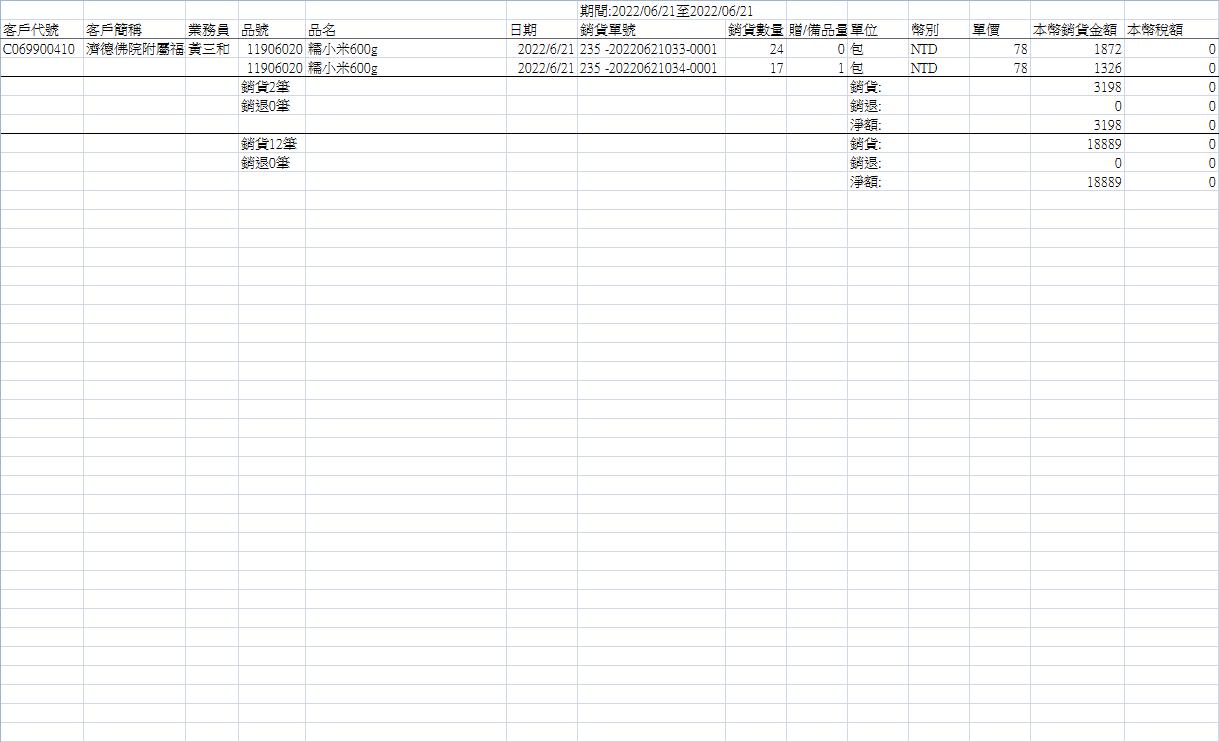 期間:2022/06/21至2022/06/21
客戶代號 客戶簡稱 業務員 品號 品名 日期 銷貨單號 銷貨數量 贈/備品量 單位 幣別 單價 本幣銷貨金額 本幣稅額
C069900410 濟德佛院附屬福 黃三和 11906020 糯小米600g 2022/6/21 235 -20220621033-0001 24 0 包 NTD 78 1872 0
11906020 糯小米600g 2022/6/21 235 -20220621034-0001 17 1 包 NTD 78 1326 0
銷貨2筆 銷貨: 3198 0
銷退0筆 銷退: 0 0
淨額: 3198 0
銷貨12筆 銷貨: 18889 0
銷退0筆 銷退: 0 0
淨額: 18889 0